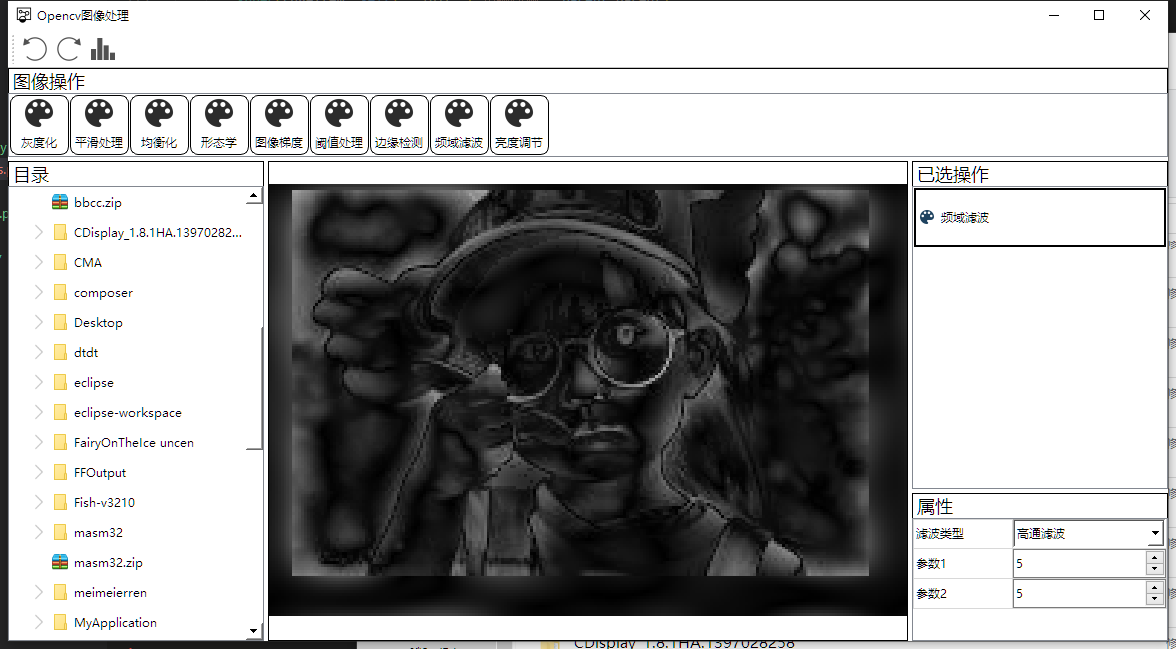 Opencv图像处理
图像操作
灰度化
平滑处理
均衡化
形态学
图像梯度
阈值处理
边缘检测
频域滤波
亮度调节
目录
bbcc.zip
CDisplay_1.8.1HA.13970282...
CMA
composer
Desktop
dtdt
eclipse
eclipse-workspace
FairyOnTheIce uncen
FFOutput
Fish-v3210
masm32
masm32.zip
meimeierren
MyApplication
已选操作
频域滤波
属性
滤波类型 高通滤波
参数1 5
参数2 5
CDisplay_1.8.1HA.1397028258